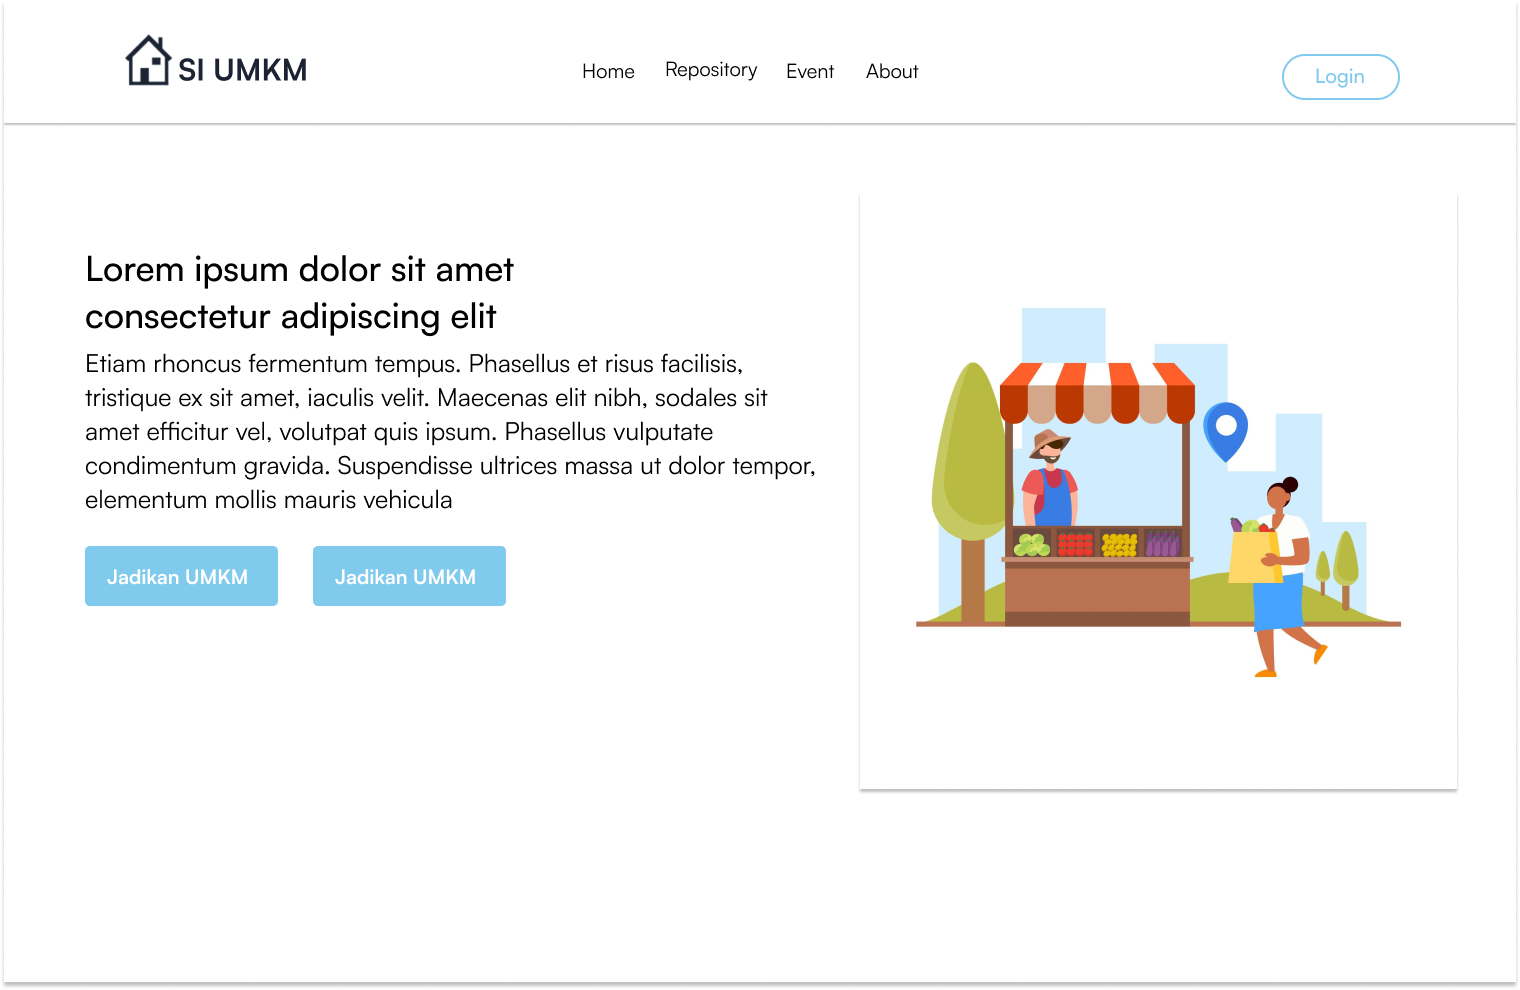 SI UMKM
Home
Repository
Event
About
Login
Lorem ipsum dolor sit amet
consectetur adipiscing elit
Etiam rhoncus fermentum tempus. Phasellus et risus facilisis,
tristique ex sit amet, iaculis velit. Maecenas elit nibh, sodales sit
amet efficitur vel, volutpat quis ipsum. Phasellus vulputate
condimentum gravida. Suspendisse ultrices massa ut dolor tempor,
elementum mollis mauris vehicula
Jadikan UMKM
Jadikan UMKM